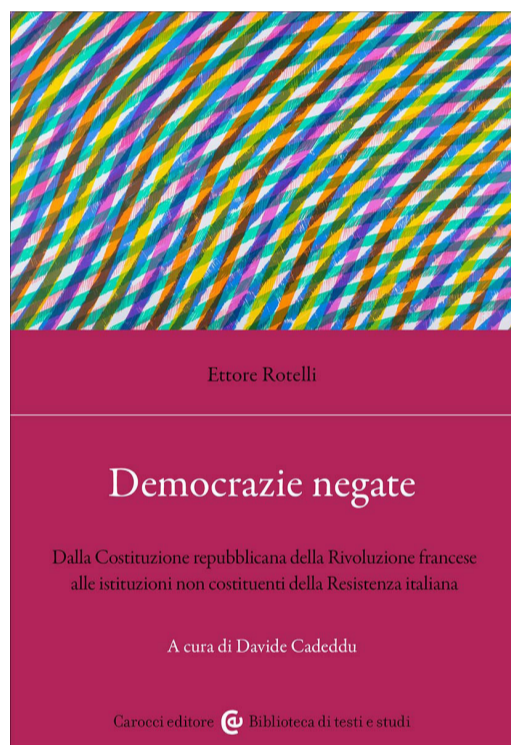 Ettore Rotelli
Democrazie negate
Dalla Costituzione repubblicana della Rivoluzione francese
alle istituzioni non costituenti della Resistenza italiana
A cura di Davide Cadeddu
Carocci editore Biblioteca di testi e studi